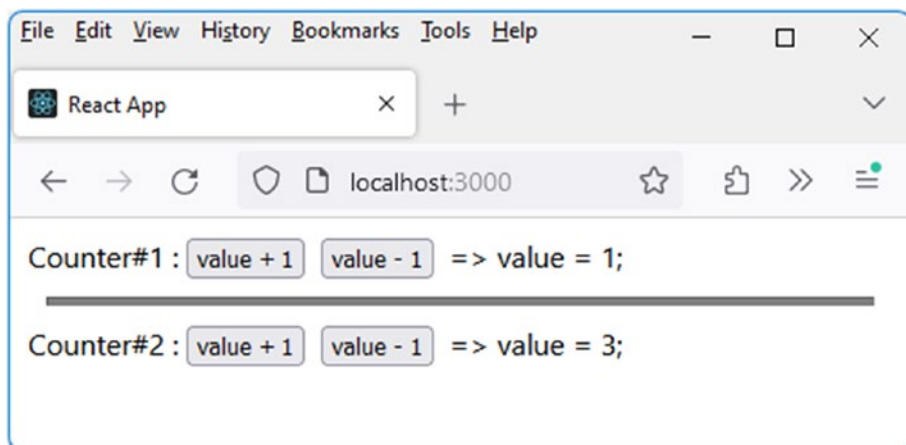 File Edit View History Bookmarks Tools Help
React App
localhost:3000
Counter#1 : value + 1 value - 1 => value = 1;
Counter#2 : value + 1 value - 1 => value = 3;